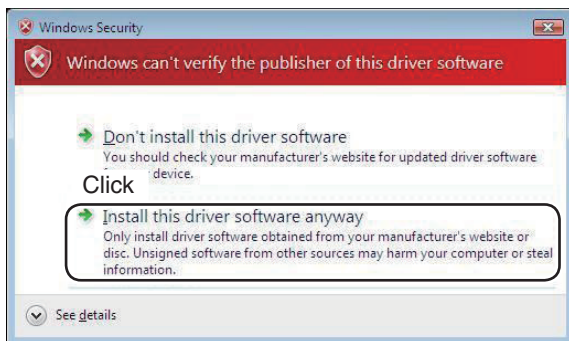 Windows Security
Windows can't verify the publisher of this driver software
Don't install this driver software
You should check your manufacturer's website for updated driver software
device.
Click
Install this driver software anyway
Only install driver software obtained from your manufacturer's website or
disc. Unsigned software from other sources may harm your computer or steal
information.
See details